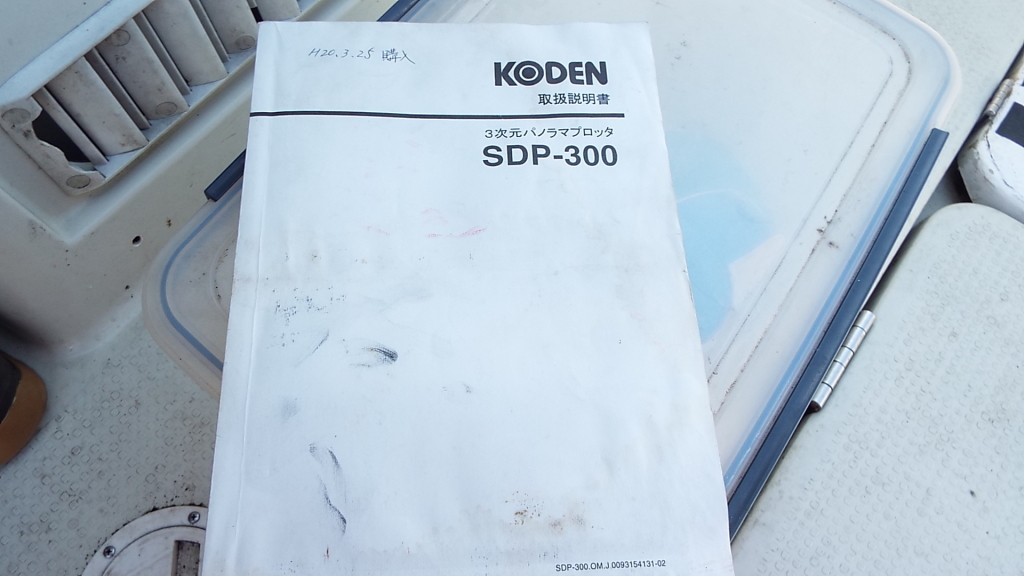 H20.3.25 購入
KODEN
取扱説明書
3次元パノラマプロッタ
SDP-300
SDP-300.OM.J.0093154131-02